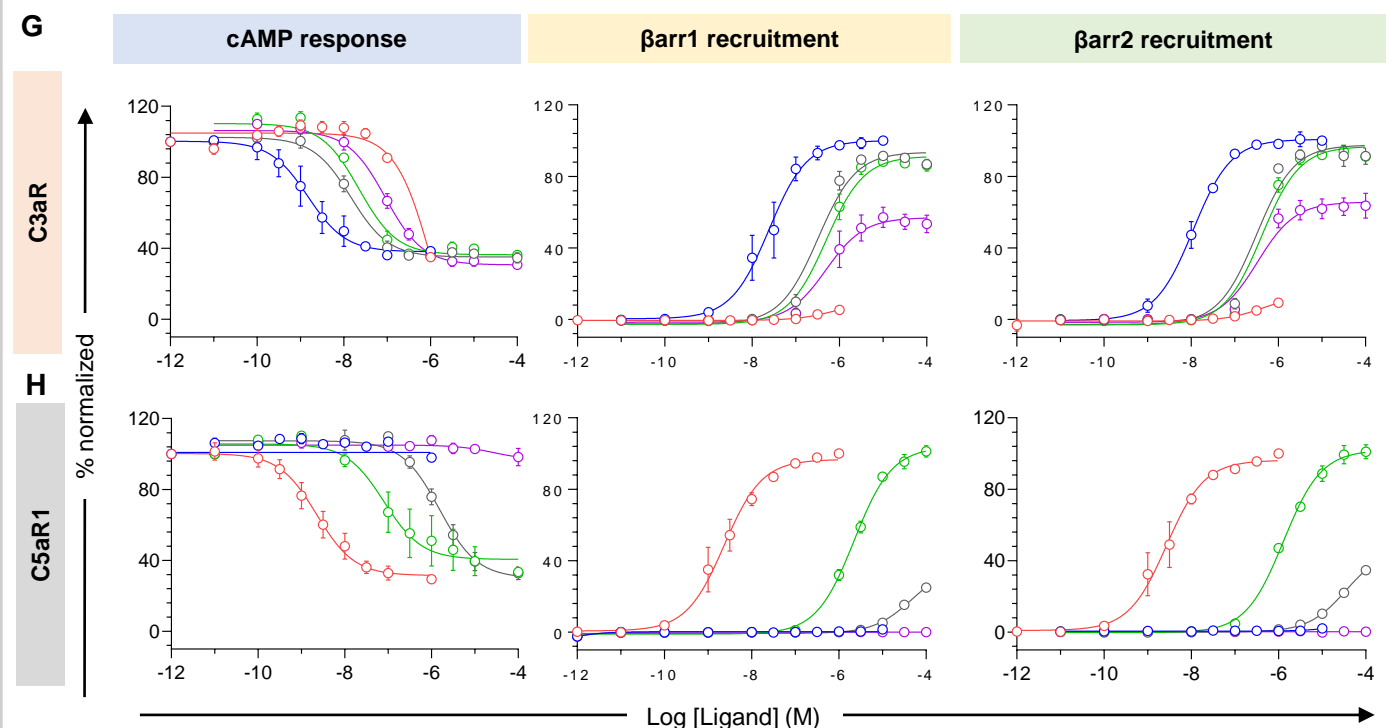 G
cAMP response
βarr1 recruitment
βarr2 recruitment
C3aR
120
80
40
0
-12 -10 -8 -6 -4
120
80
40
0
-12 -10 -8 -6 -4
120
80
40
0
-12 -10 -8 -6 -4
% normalized
H
C5aR1
120
80
40
0
-12 -10 -8 -6 -4
120
80
40
0
-12 -10 -8 -6 -4
120
80
40
0
-12 -10 -8 -6 -4
Log [Ligand] (M)